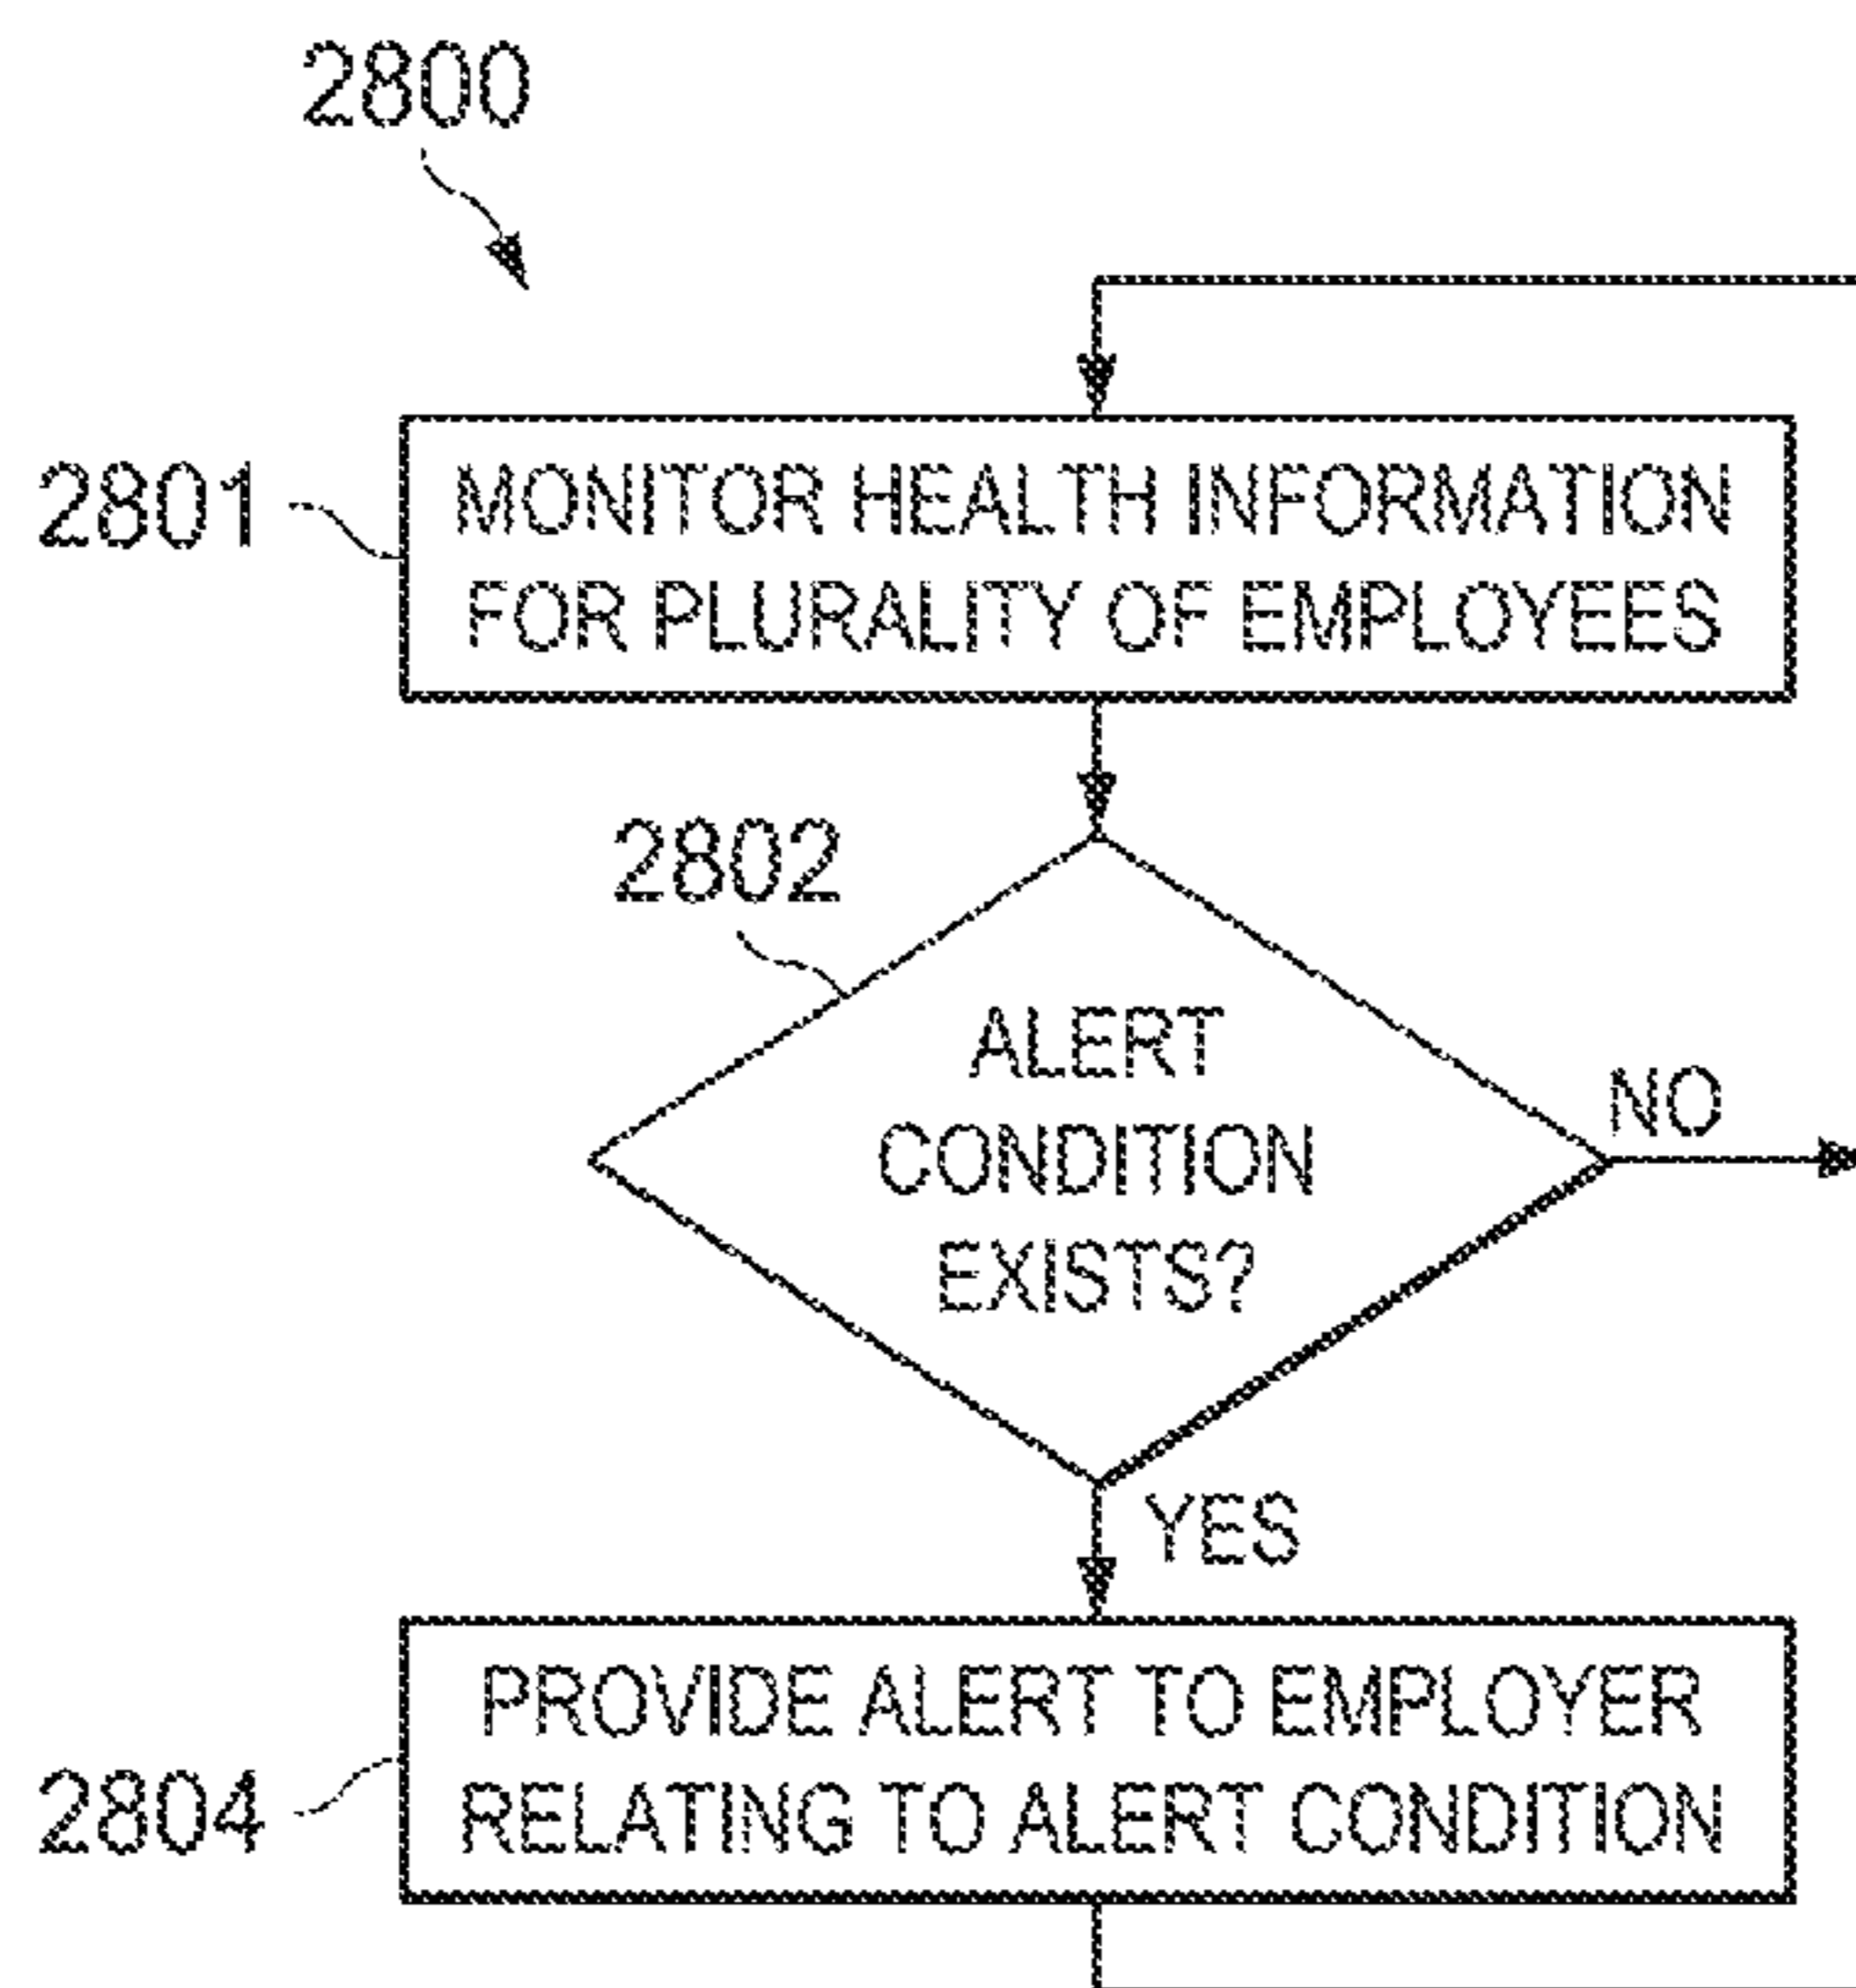 2800
2801
MONITOR HEALTH INFORMATION
FOR PLURALITY OF EMPLOYEES
2802
ALERT
CONDITION
EXISTS?
NO
YES
2804
PROVIDE ALERT TO EMPLOYER
RELATING TO ALERT CONDITION